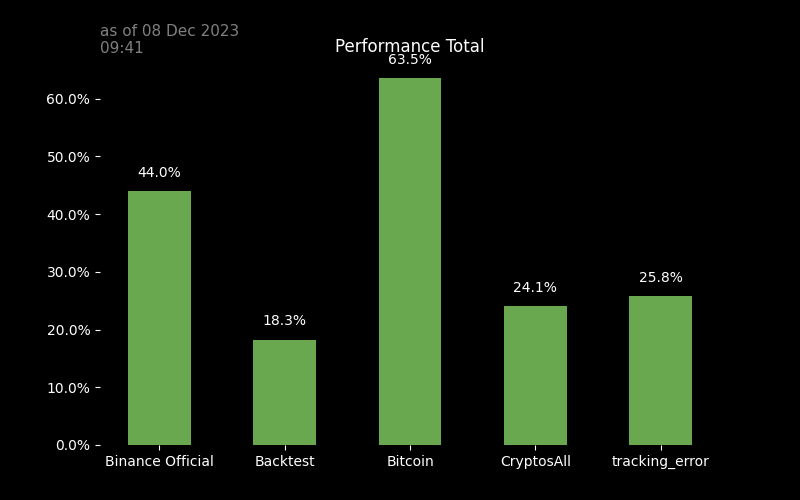 as of 08 Dec 2023
09:41
Performance Total
63.5%
60.0%
50.0%
44.0%
40.0%
30.0%
24.1%
25.8%
20.0%
18.3%
10.0%
0.0%
Binance Official
Backtest
Bitcoin
CryptosAll
tracking_error